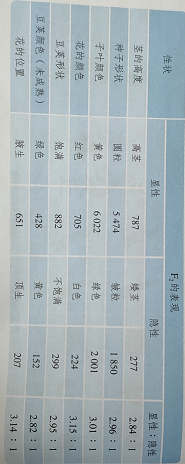 性状 F₂的表现
显性 隐性 显性：隐性
茎的高度 高茎 787 矮茎 277 2.84：1
种子形状 圆粒 5 474 皱粒 1 850 2.96：1
子叶颜色 黄色 6 022 绿色 2 001 3.01：1
花的颜色 红色 705 白色 224 3.15：1
豆荚形状 饱满 882 不饱满 299 2.95：1
豆荚颜色（未成熟） 绿色 428 黄色 152 2.82：1
花的位置 腋生 651 顶生 207 3.14：1